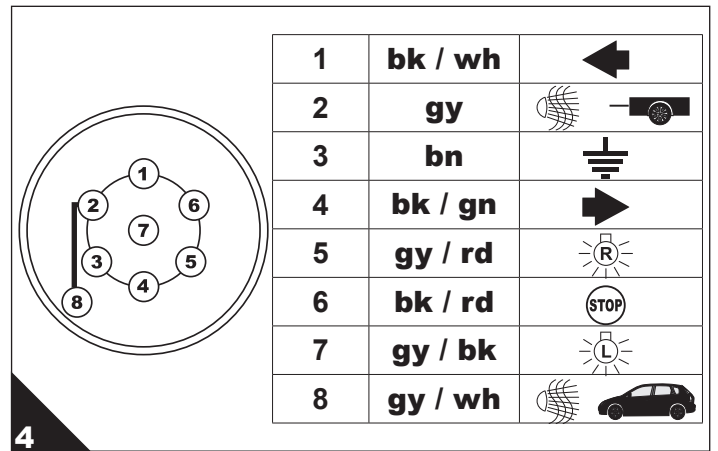 1
2
6
7
3
5
4
8
1 bk / wh
2 gy
3 bn
4 bk / gn
5 gy / rd R
6 bk / rd STOP
7 gy / bk L
8 gy / wh
4